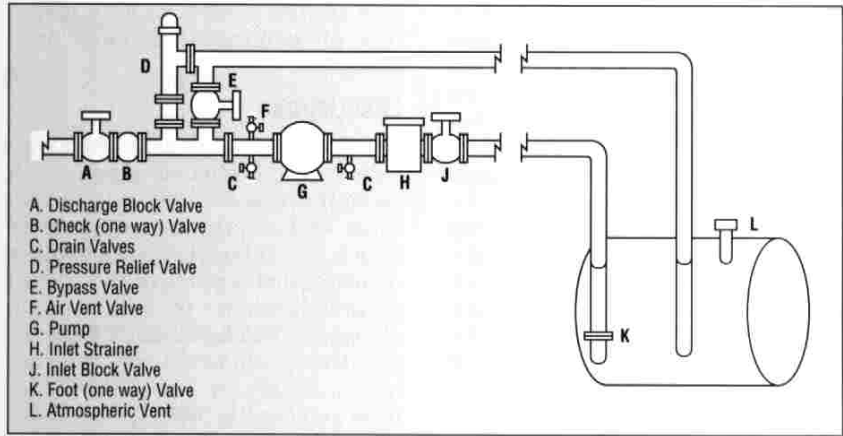 D
E
F
A
B
C
G
C
H
J
L
K
A. Discharge Block Valve
B. Check (one way) Valve
C. Drain Valves
D. Pressure Relief Valve
E. Bypass Valve
F. Air Vent Valve
G. Pump
H. Inlet Strainer
J. Inlet Block Valve
K. Foot (one way) Valve
L. Atmospheric Vent